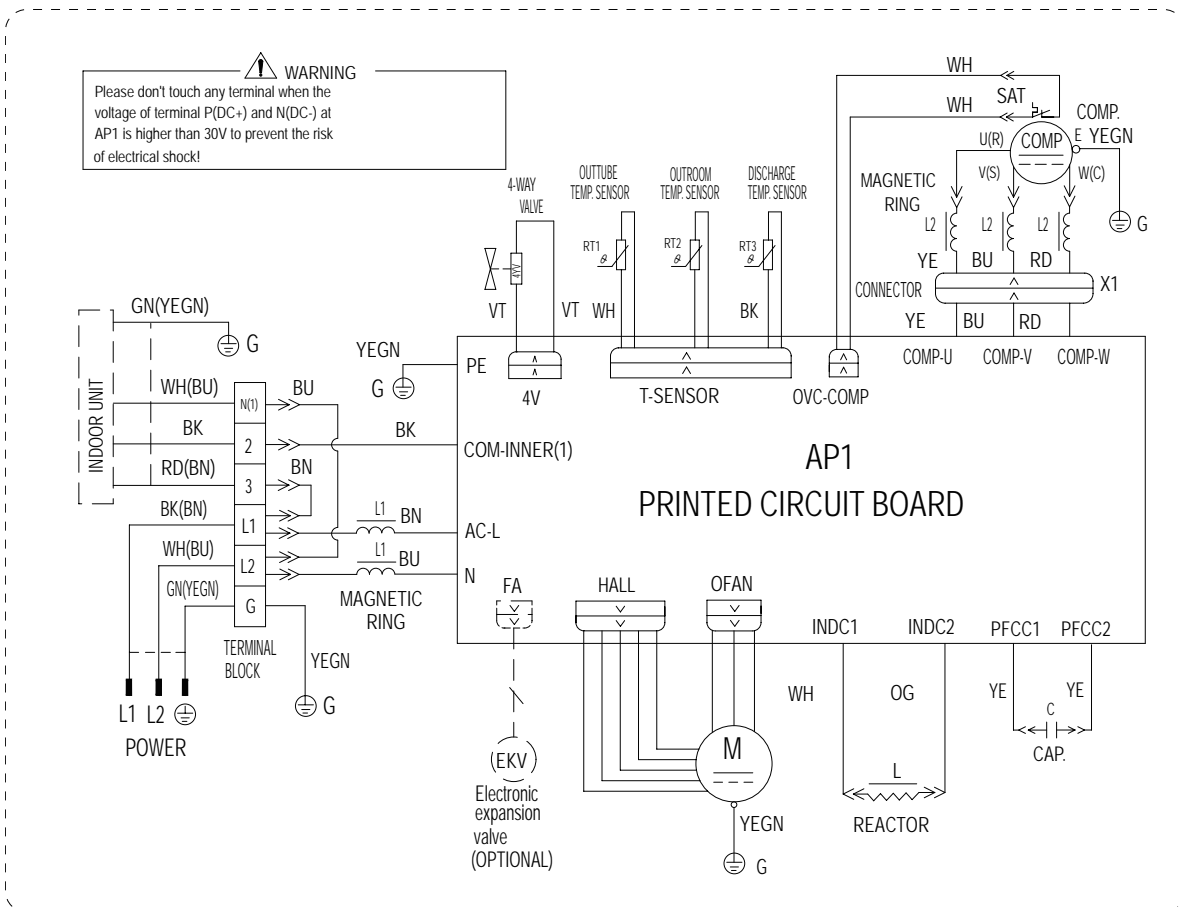 WARNING
Please don't touch any terminal when the
voltage of terminal P(DC+) and N(DC-) at
AP1 is higher than 30V to prevent the risk
of electrical shock!
WH
WH
SAT
COMP.
COMP
E
YEGN
U(R)
V(S)
W(C)
MAGNETIC
RING
L2
L2
L2
G
YE
BU
RD
CONNECTOR
X1
YE
BU
RD
4-WAY
VALVE
4YV
VT
VT
OUTTUBE
TEMP. SENSOR
OUTROOM
TEMP. SENSOR
DISCHARGE
TEMP. SENSOR
RT1
θ
RT2
θ
RT3
θ
WH
BK
GN(YEGN)
G
YEGN
G
PE
4V
T-SENSOR
OVC-COMP
COMP-U
COMP-V
COMP-W
INDOOR UNIT
WH(BU)
N(1)
BU
BK
2
BK
COM-INNER(1)
RD(BN)
3
BN
BK(BN)
L1
L1
BN
AC-L
WH(BU)
L2
L1
BU
N
GN(YEGN)
G
MAGNETIC
RING
TERMINAL
BLOCK
YEGN
G
L1
L2
POWER
AP1
PRINTED CIRCUIT BOARD
FA
HALL
OFAN
INDC1
INDC2
PFCC1
PFCC2
EKV
Electronic
expansion
valve
(OPTIONAL)
M
YEGN
G
WH
OG
L
REACTOR
YE
YE
C
CAP.